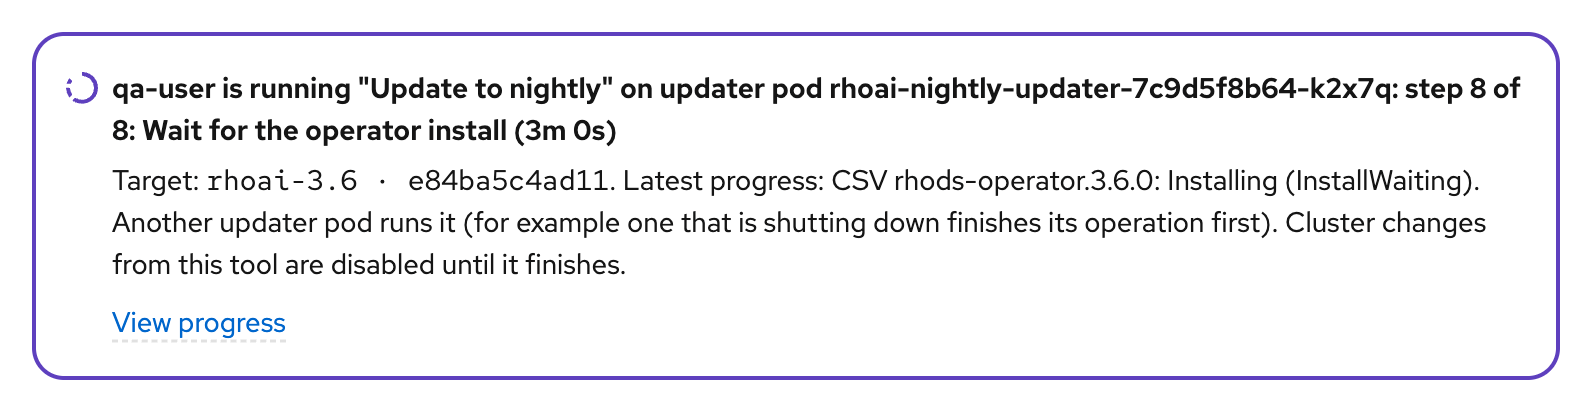 qa-user is running "Update to nightly" on updater pod rhoai-nightly-updater-7c9d5f8b64-k2x7q: step 8 of
8: Wait for the operator install (3m 0s)
Target: rhoai-3.6 · e84ba5c4ad11. Latest progress: CSV rhods-operator.3.6.0: Installing (InstallWaiting).
Another updater pod runs it (for example one that is shutting down finishes its operation first). Cluster changes
from this tool are disabled until it finishes.
View progress